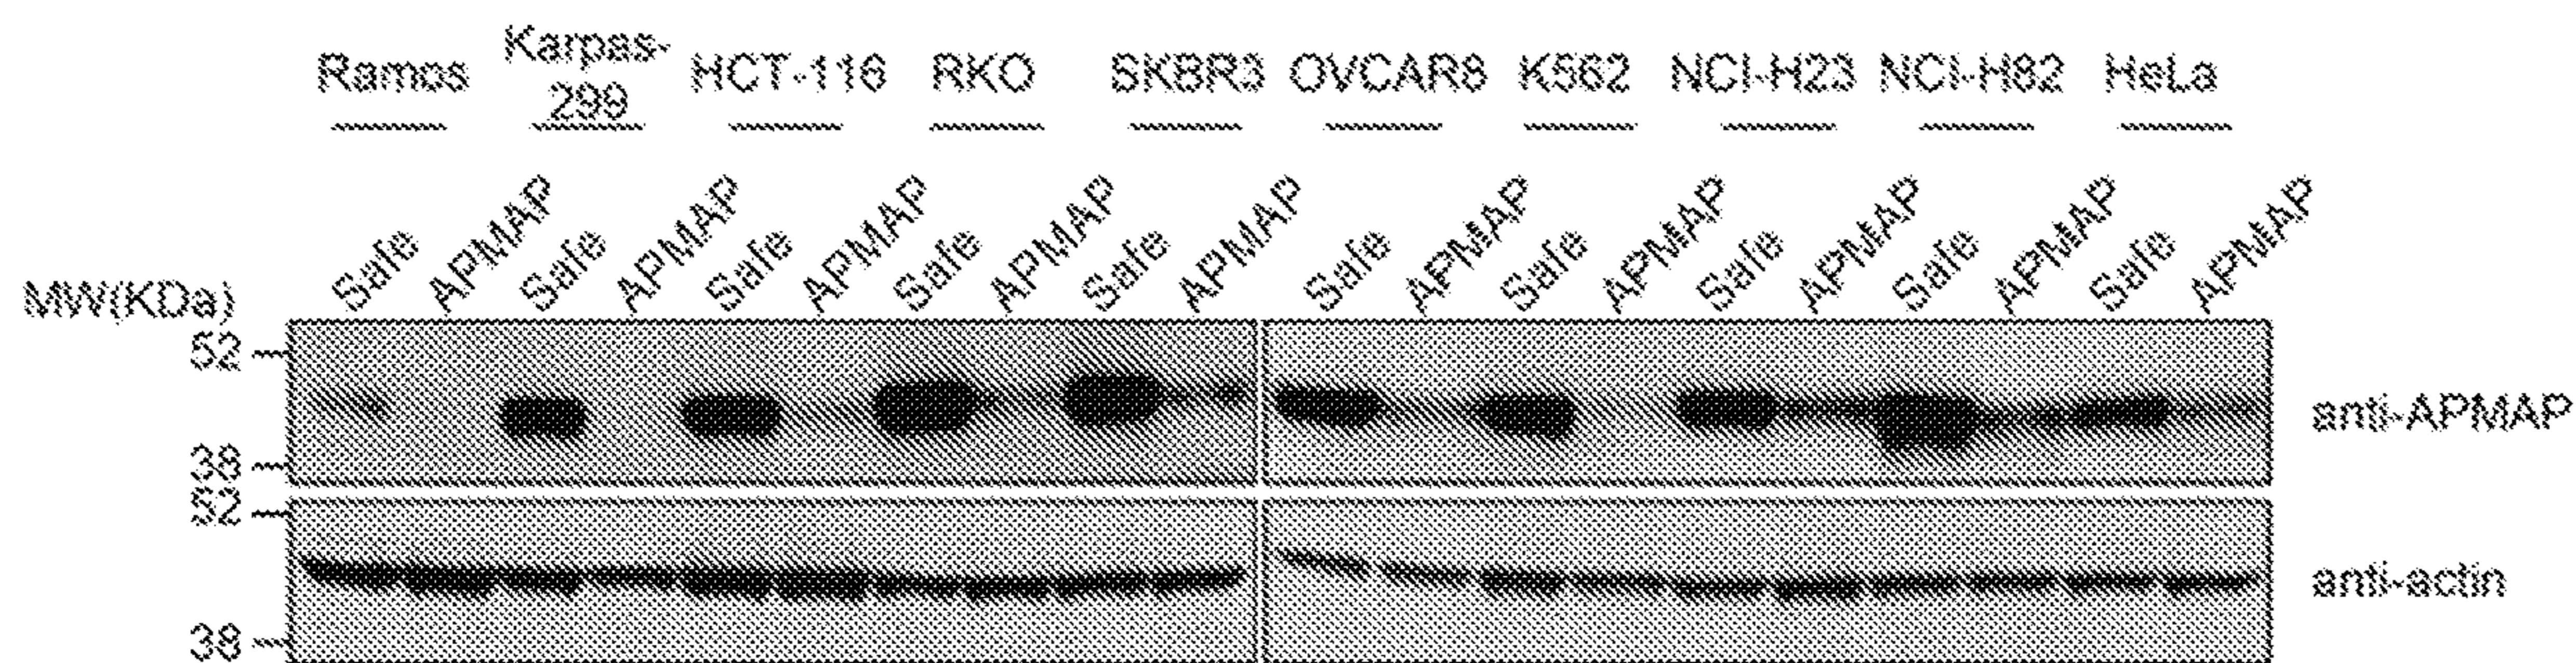 Ramos Karpas-299 HCT-116 RKO SKBR3 OVCAR8 K562 NCI-H23 NCI-H82 HeLa
Safe APMAP Safe APMAP Safe APMAP Safe APMAP Safe APMAP Safe APMAP Safe APMAP Safe APMAP Safe APMAP Safe APMAP
MW(KDa)
52
anti-APMAP
38
52
anti-actin
38